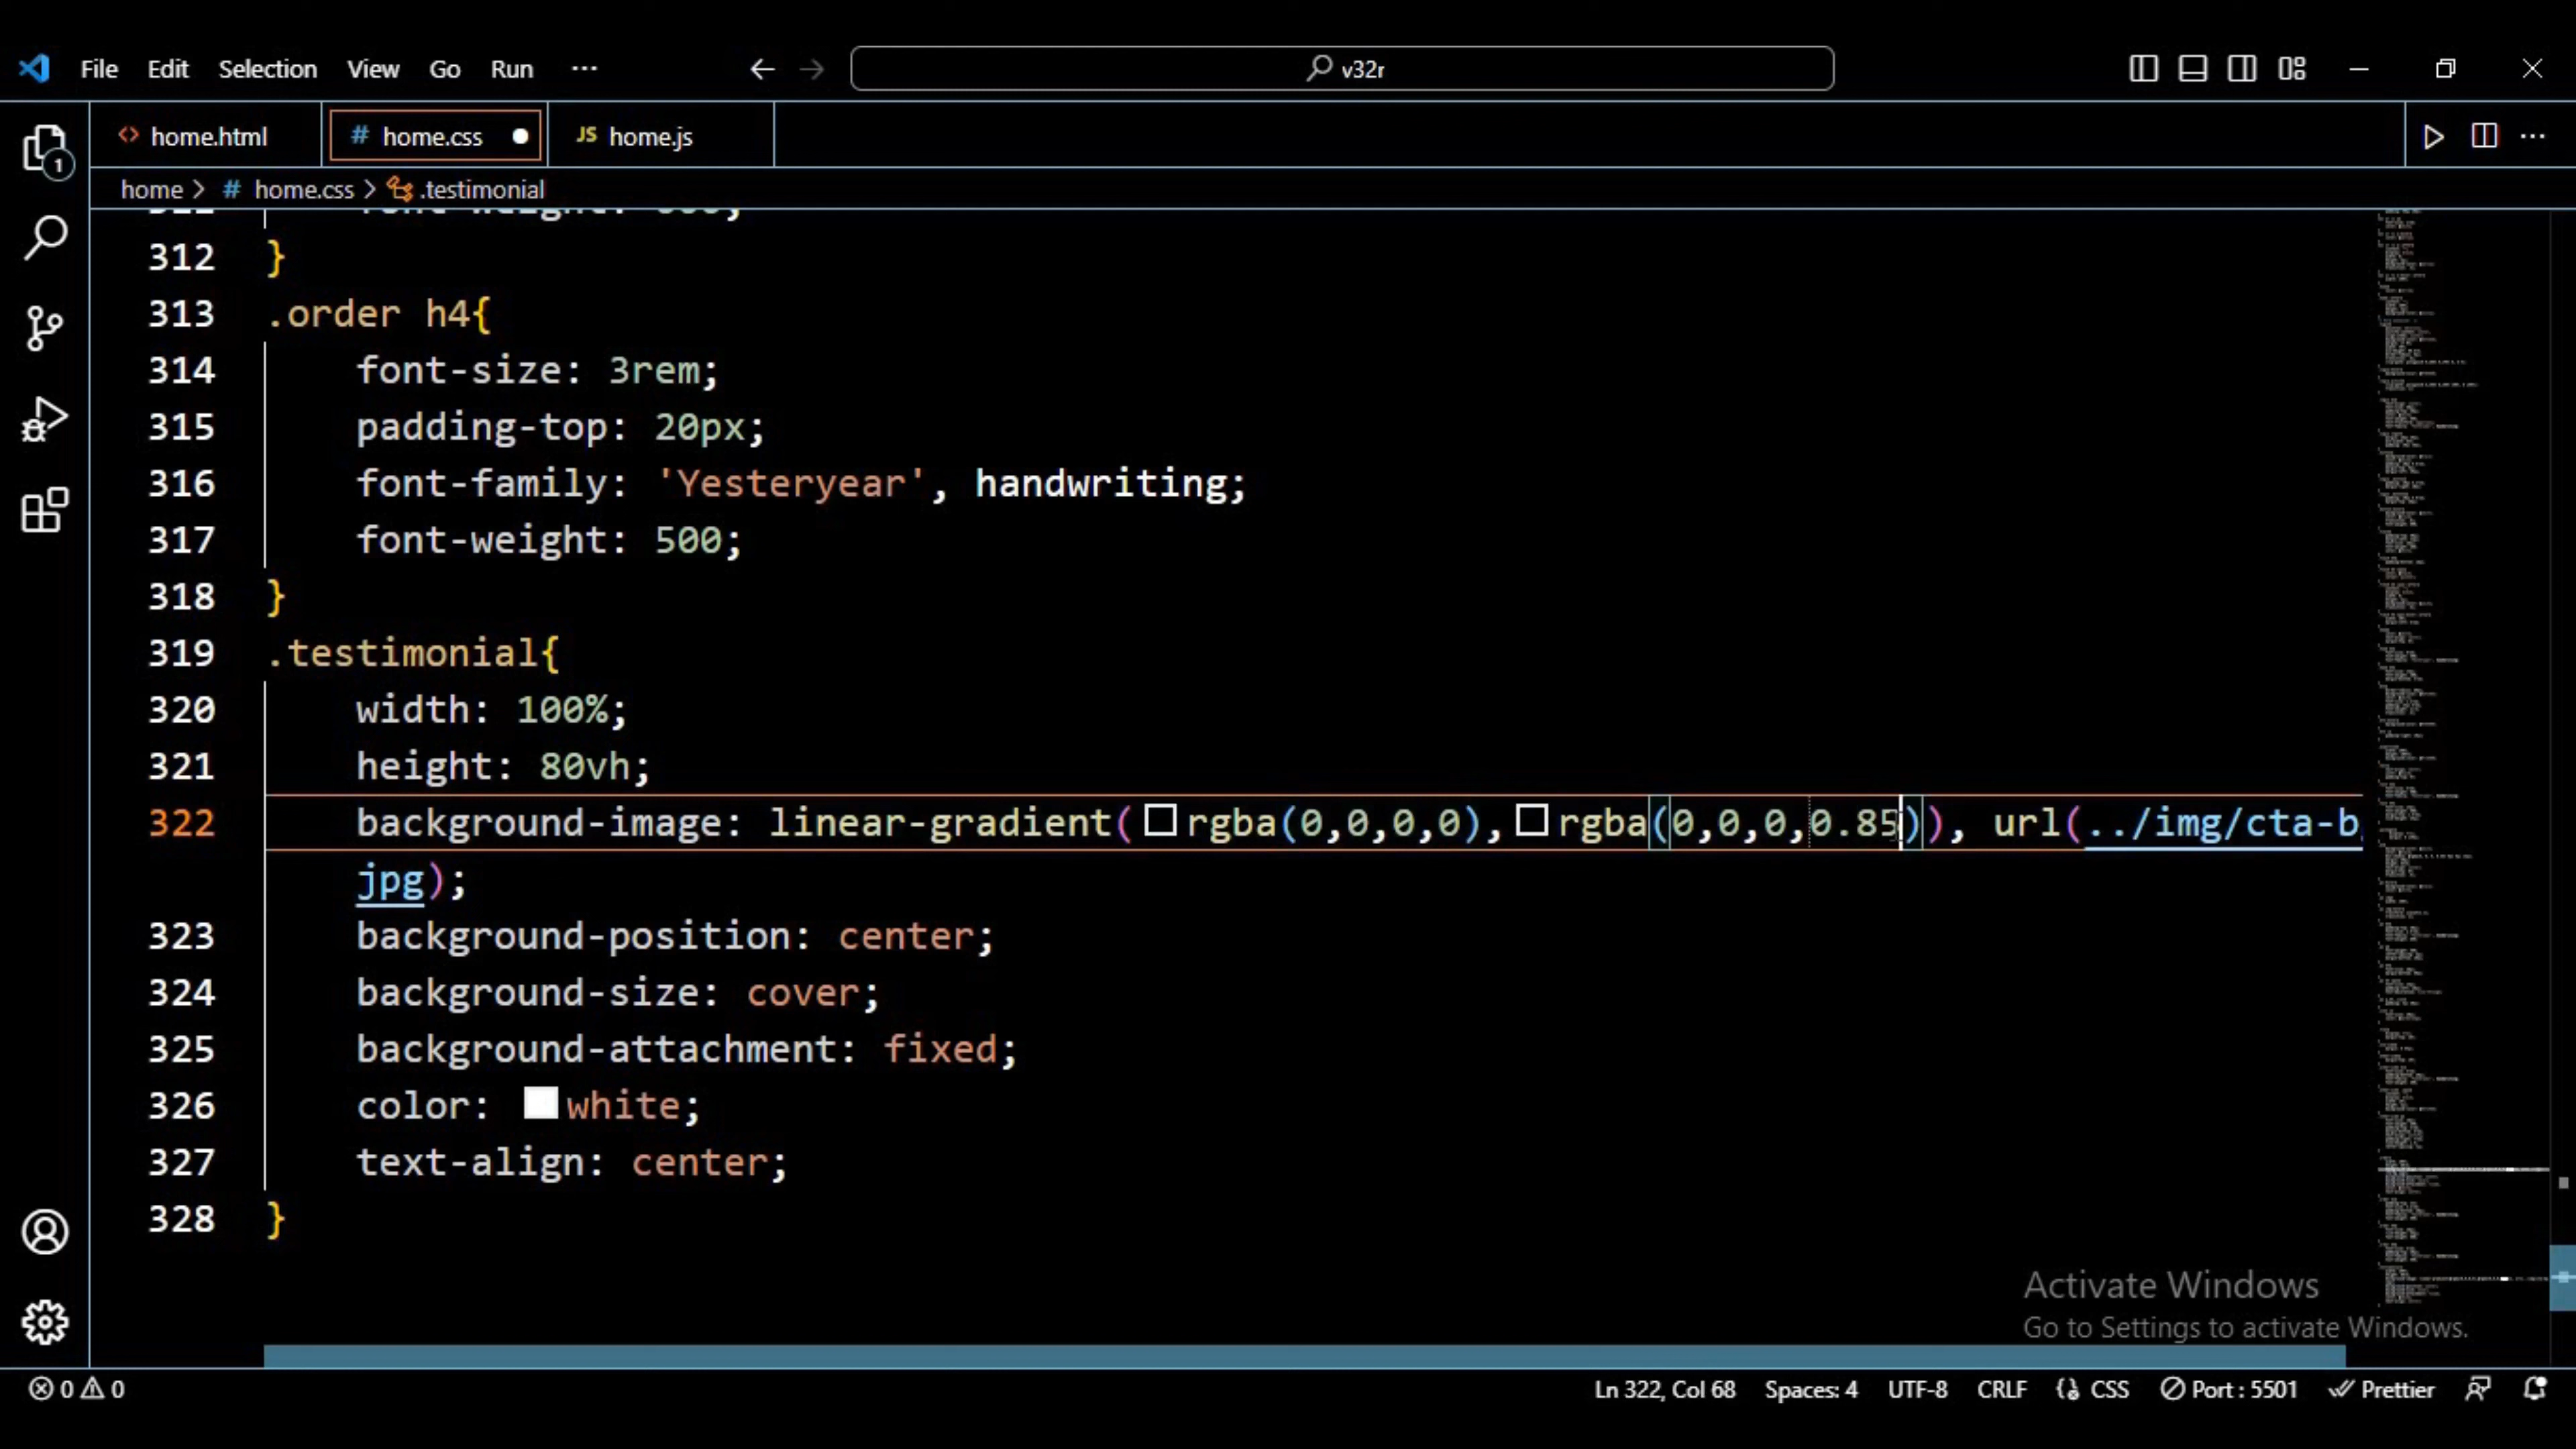 File Edit Selection View Go Run ··· v32r
home.html # home.css JS home.js
1
home > # home.css > .testimonial
312 }
313 .order h4{
314 font-size: 3rem;
315 padding-top: 20px;
316 font-family: 'Yesteryear', handwriting;
317 font-weight: 500;
318 }
319 .testimonial{
320 width: 100%;
321 height: 80vh;
322 background-image: linear-gradient(rgba(0,0,0,0),rgba(0,0,0,0.85)), url(../img/cta-b
jpg);
323 background-position: center;
324 background-size: cover;
325 background-attachment: fixed;
326 color: white;
327 text-align: center;
328 }
Activate Windows
Go to Settings to activate Windows.
0 0 Ln 322, Col 68 Spaces: 4 UTF-8 CRLF CSS Port : 5501 Prettier